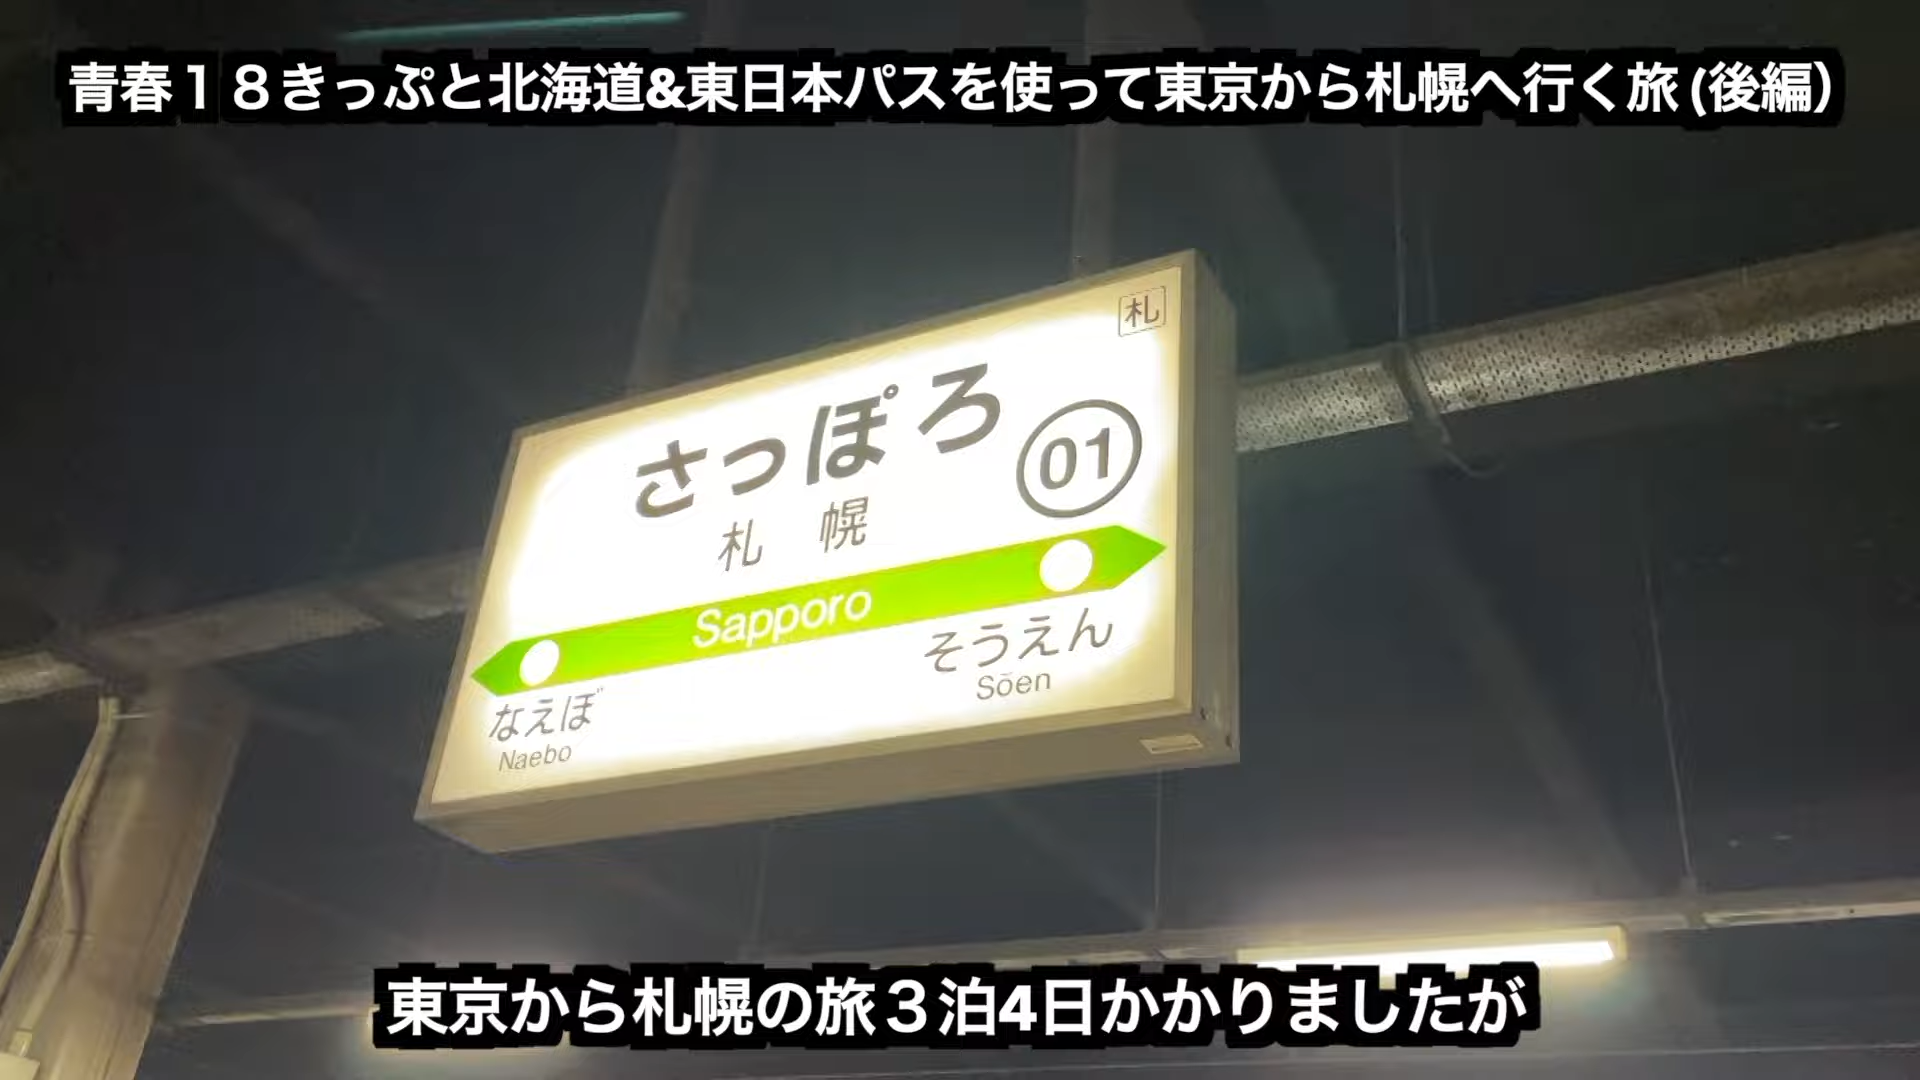 青春１８きっぷと北海道&東日本パスを使って東京から札幌へ行く旅(後編）
札
さっぽろ
01
札幌
Sapporo
なえぼ
Naebo
そうえん
Sōen
東京から札幌の旅３泊4日かかりましたが